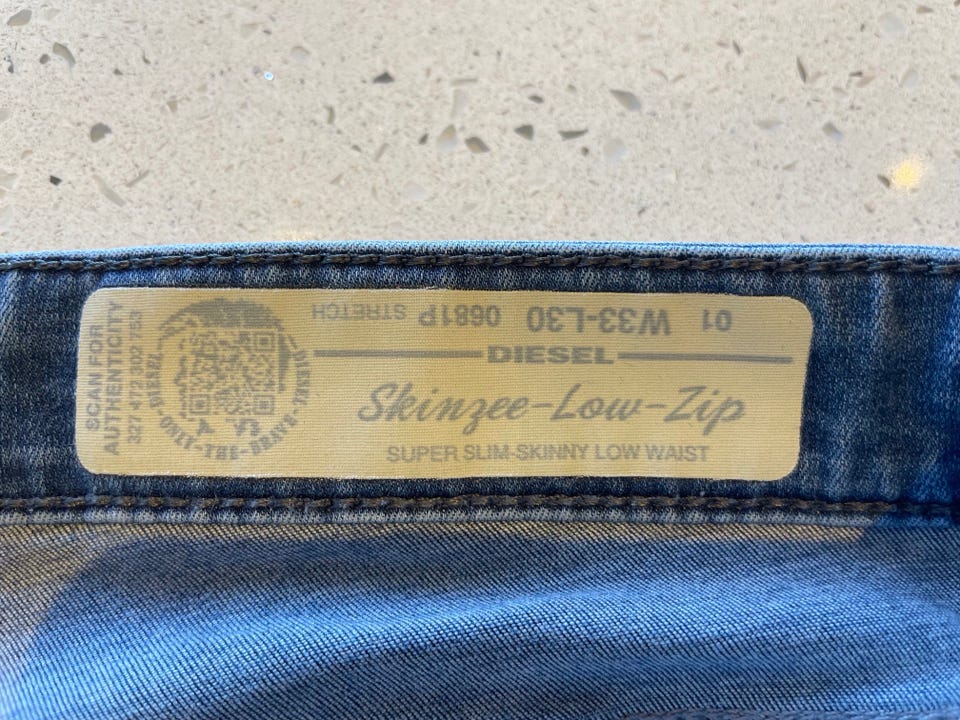 SCAN FOR
AUTHENTICITY
327 472 302 753
DIESEL
ONLY-THE-BRAVE
DIESEL
01 W33-L30 0681P STRETCH
DIESEL
Skinzee-Low-Zip
SUPER SLIM-SKINNY LOW WAIST